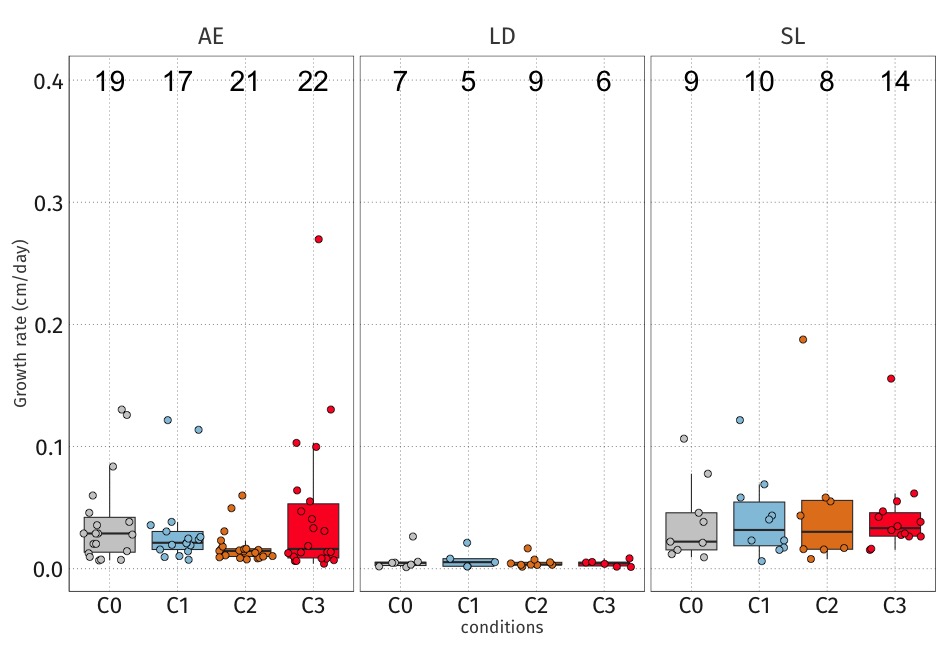 AE LD SL
0.4 19 17 21 22 7 5 9 6 9 10 8 14
0.3
0.2
0.1
0.0
Growth rate (cm/day)
C0 C1 C2 C3 C0 C1 C2 C3 C0 C1 C2 C3
conditions